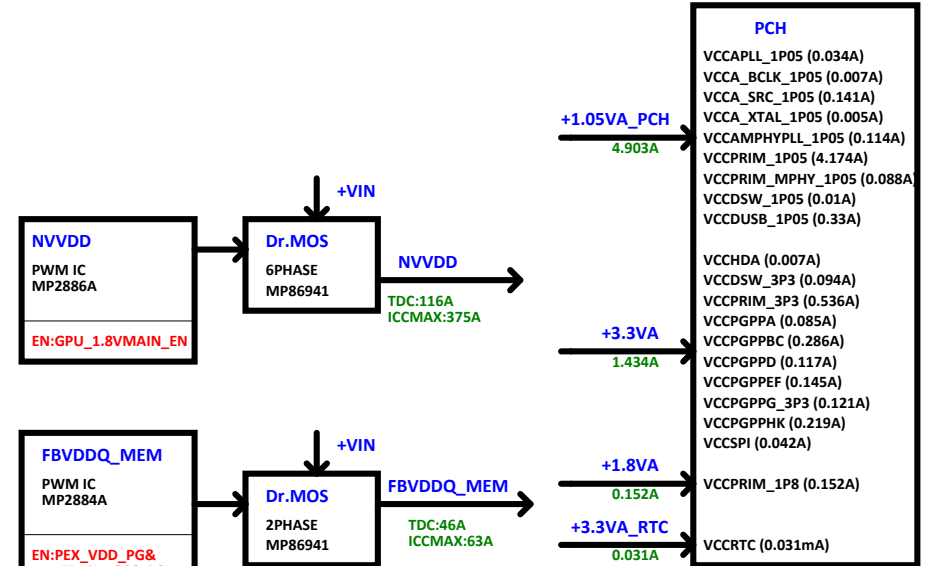 NVVDD
PWM IC
MP2886A
EN:GPU_1.8VMAIN_EN
+VIN
Dr.MOS
6PHASE
MP86941
NVVDD
TDC:116A
ICCMAX:375A
FBVDDQ_MEM
PWM IC
MP2884A
EN:PEX_VDD_PG&
+VIN
Dr.MOS
2PHASE
MP86941
FBVDDQ_MEM
TDC:46A
ICCMAX:63A
+1.05VA_PCH
4.903A
+3.3VA
1.434A
+1.8VA
0.152A
+3.3VA_RTC
0.031A
PCH
VCCAPLL_1P05 (0.034A)
VCCA_BCLK_1P05 (0.007A)
VCCA_SRC_1P05 (0.141A)
VCCA_XTAL_1P05 (0.005A)
VCCAMPHYPLL_1P05 (0.114A)
VCCPRIM_1P05 (4.174A)
VCCPRIM_MPHY_1P05 (0.088A)
VCCDSW_1P05 (0.01A)
VCCDUSB_1P05 (0.33A)
VCCHDA (0.007A)
VCCDSW_3P3 (0.094A)
VCCPRIM_3P3 (0.536A)
VCCPGPPA (0.085A)
VCCPGPPBC (0.286A)
VCCPGPPD (0.117A)
VCCPGPPEF (0.145A)
VCCPGPPG_3P3 (0.121A)
VCCPGPPHK (0.219A)
VCCSPI (0.042A)
VCCPRIM_1P8 (0.152A)
VCCRTC (0.031mA)